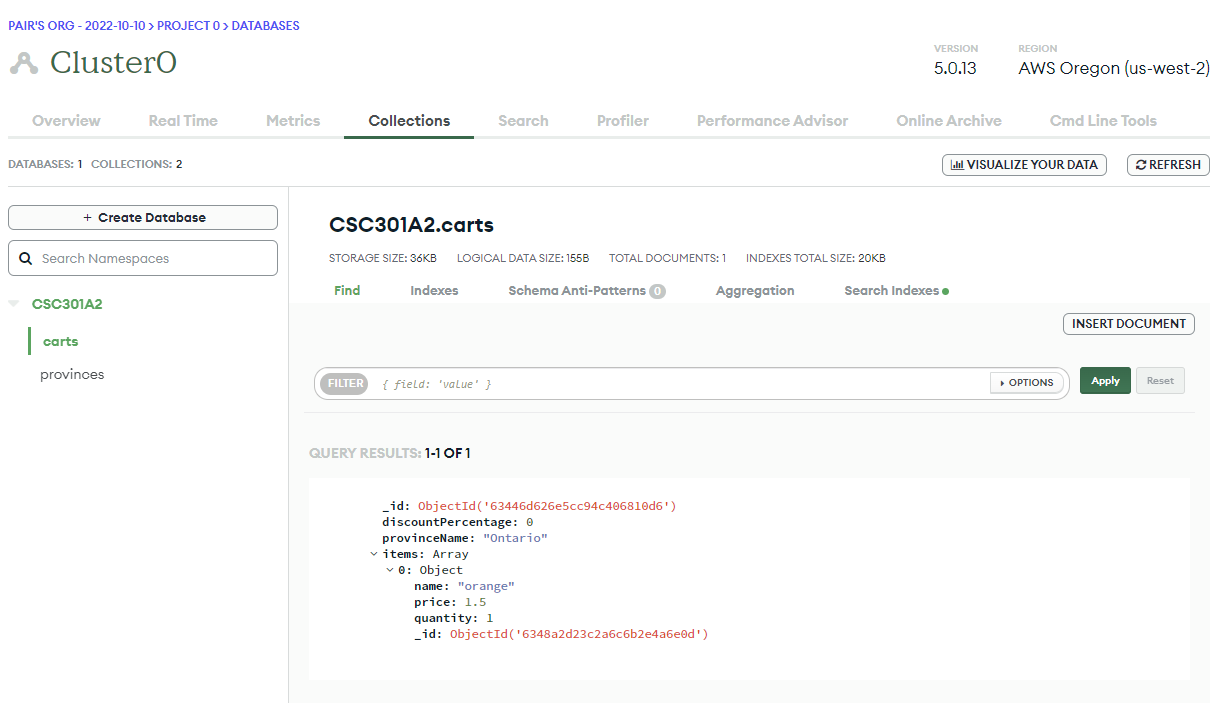 PAIR'S ORG - 2022-10-10 > PROJECT 0 > DATABASES
Cluster0
VERSION
5.0.13
REGION
AWS Oregon (us-west-2)
Overview Real Time Metrics Collections Search Profiler Performance Advisor Online Archive Cmd Line Tools
DATABASES: 1 COLLECTIONS: 2
VISUALIZE YOUR DATA
REFRESH
+ Create Database
Search Namespaces
CSC301A2
carts
provinces
CSC301A2.carts
STORAGE SIZE: 36KB LOGICAL DATA SIZE: 155B TOTAL DOCUMENTS: 1 INDEXES TOTAL SIZE: 20KB
Find Indexes Schema Anti-Patterns 0 Aggregation Search Indexes
INSERT DOCUMENT
FILTER { field: 'value' } OPTIONS Apply Reset
QUERY RESULTS: 1-1 OF 1
_id: ObjectId('63446d626e5cc94c406810d6')
discountPercentage: 0
provinceName: "Ontario"
items: Array
0: Object
name: "orange"
price: 1.5
quantity: 1
_id: ObjectId('6348a2d23c2a6c6b2e4a6e0d')